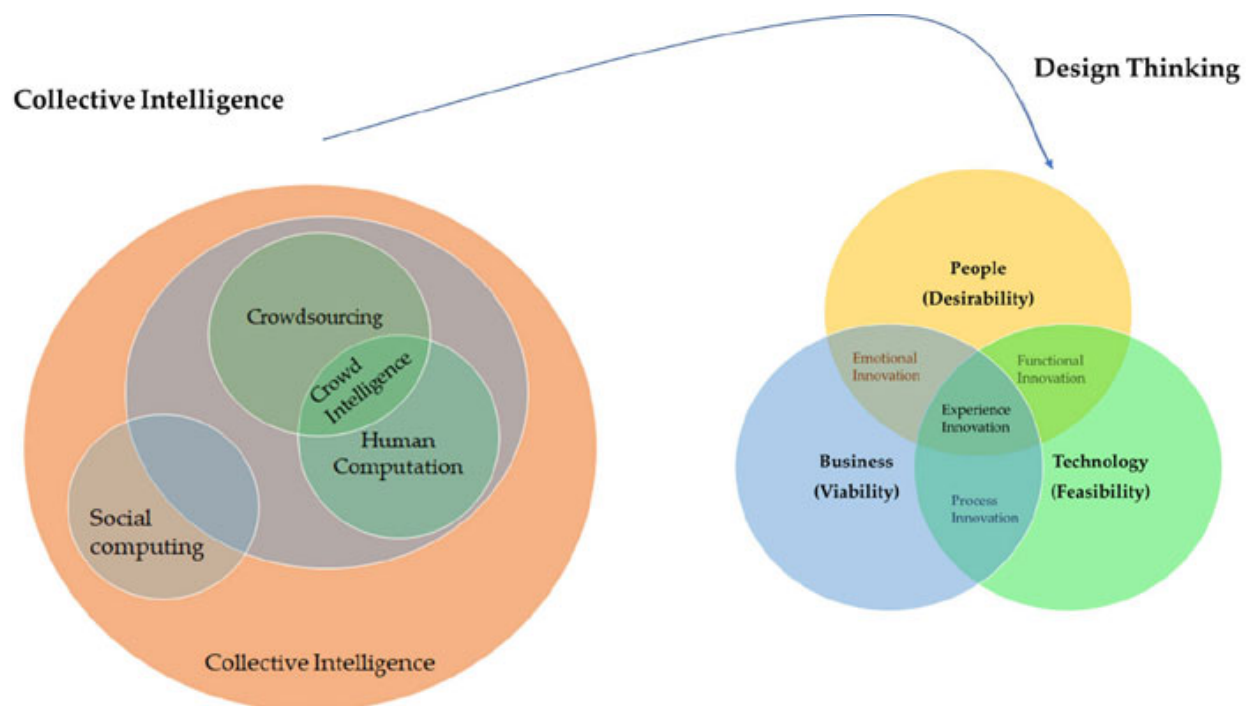 Collective Intelligence
Design Thinking
Crowdsourcing
Crowd
Intelligence
Human
Computation
Social
computing
Collective Intelligence
People
(Desirability)
Emotional
Innovation
Functional
Innovation
Experience
Innovation
Business
(Viability)
Technology
(Feasibility)
Process
Innovation